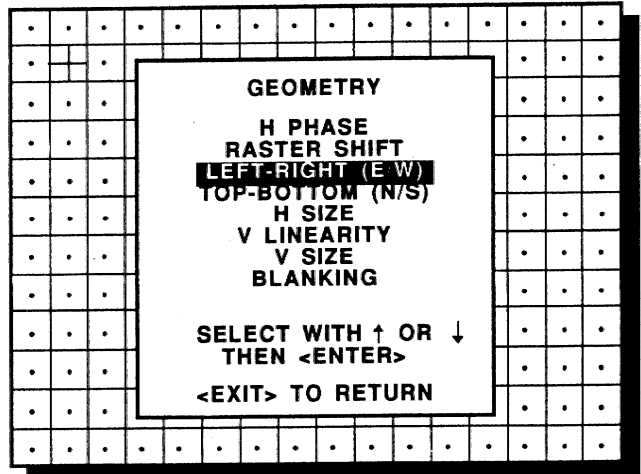 GEOMETRY
H PHASE
RASTER SHIFT
LEFT-RIGHT (E/W)
TOP-BOTTOM (N/S)
H SIZE
V LINEARITY
V SIZE
BLANKING
SELECT WITH ↑ OR ↓
THEN <ENTER>
<EXIT> TO RETURN